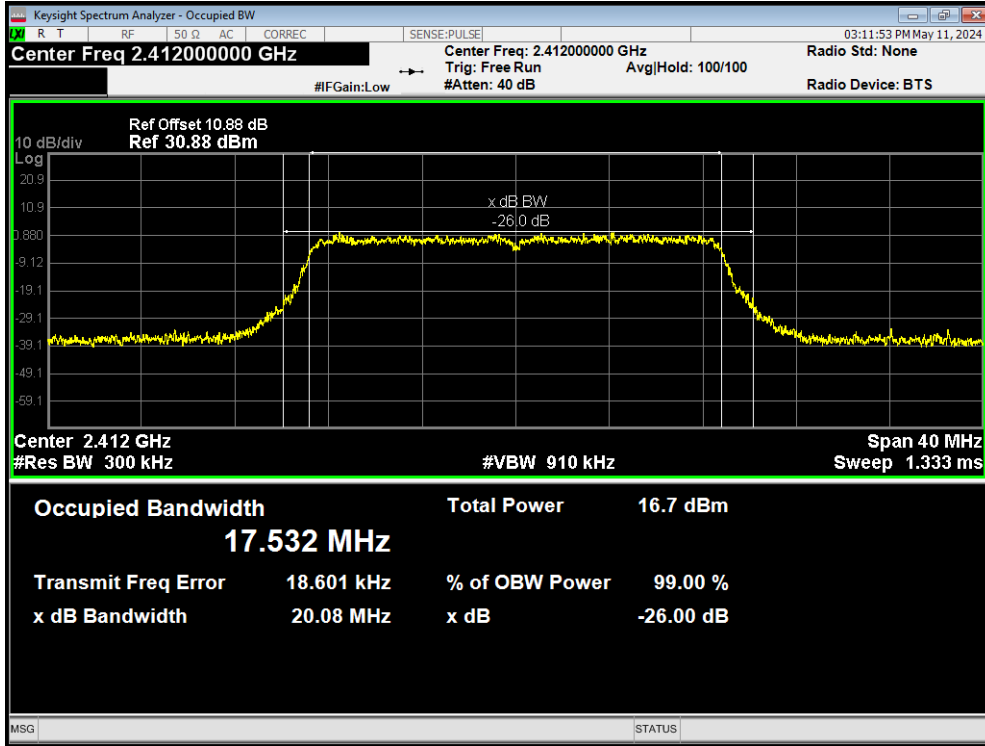 Keysight Spectrum Analyzer - Occupied BW
LXI R T RF 50 Ω AC CORREC SENSE:PULSE 03:11:53 PM May 11, 2024
Center Freq 2.412000000 GHz
Center Freq: 2.412000000 GHz Radio Std: None
Trig: Free Run Avg|Hold: 100/100
#IFGain:Low #Atten: 40 dB Radio Device: BTS
Ref Offset 10.88 dB
10 dB/div Ref 30.88 dBm
Log
20.9
10.9
x dB BW
-26.0 dB
0.880
-9.12
-19.1
-29.1
-39.1
-49.1
-59.1
Center 2.412 GHz Span 40 MHz
#Res BW 300 kHz #VBW 910 kHz Sweep 1.333 ms
Occupied Bandwidth Total Power 16.7 dBm
17.532 MHz
Transmit Freq Error 18.601 kHz % of OBW Power 99.00 %
x dB Bandwidth 20.08 MHz x dB -26.00 dB
MSG STATUS